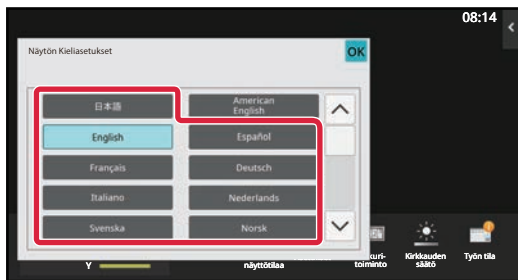 08:14
Näytön Kieliasetukset
OK
日本語
American
English
English
Español
Français
Deutsch
Italiano
Nederlands
Svenska
Norsk
Y
näyttötilaa
kuri-
toiminto
Kirkkauden
säätö
Työn tila